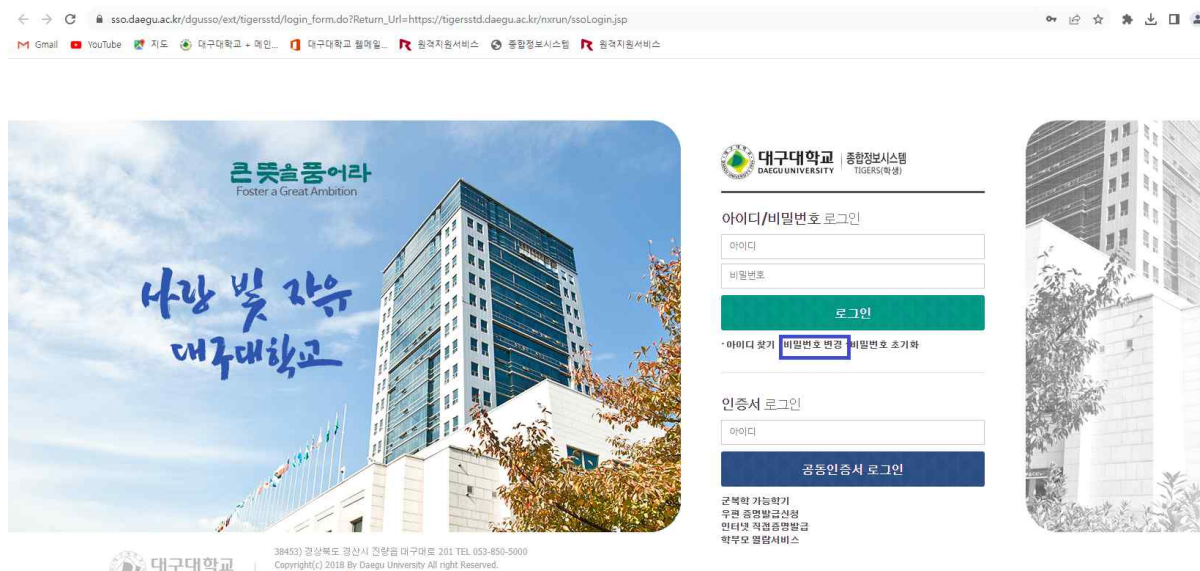 sso.daegu.ac.kr/dgusso/ext/tigersstd/login_form.do?Return_Url=https://tigersstd.daegu.ac.kr/nxrun/ssoLogin.jsp
Gmail YouTube 지도 대구대학교 + 메인... 대구대학교 웹메일... 원격지원서비스 종합정보시스템 원격지원서비스
큰 뜻을 품어라
Foster a Great Ambition
사랑 빛 자유
대구대학교
대구대학교 종합정보시스템
DAEGU UNIVERSITY TIGERS(학생)
아이디/비밀번호 로그인
아이디
비밀번호
로그인
· 아이디 찾기 · 비밀번호 변경 · 비밀번호 초기화
인증서 로그인
아이디
공동인증서 로그인
군복학 가능학기
우편 증명발급신청
인터넷 직접증명발급
학부모 열람서비스
대구대학교
38453) 경상북도 경산시 진량읍 대구대로 201 TEL 053-850-5000
Copyright(c) 2018 By Daegu University All right Reserved.